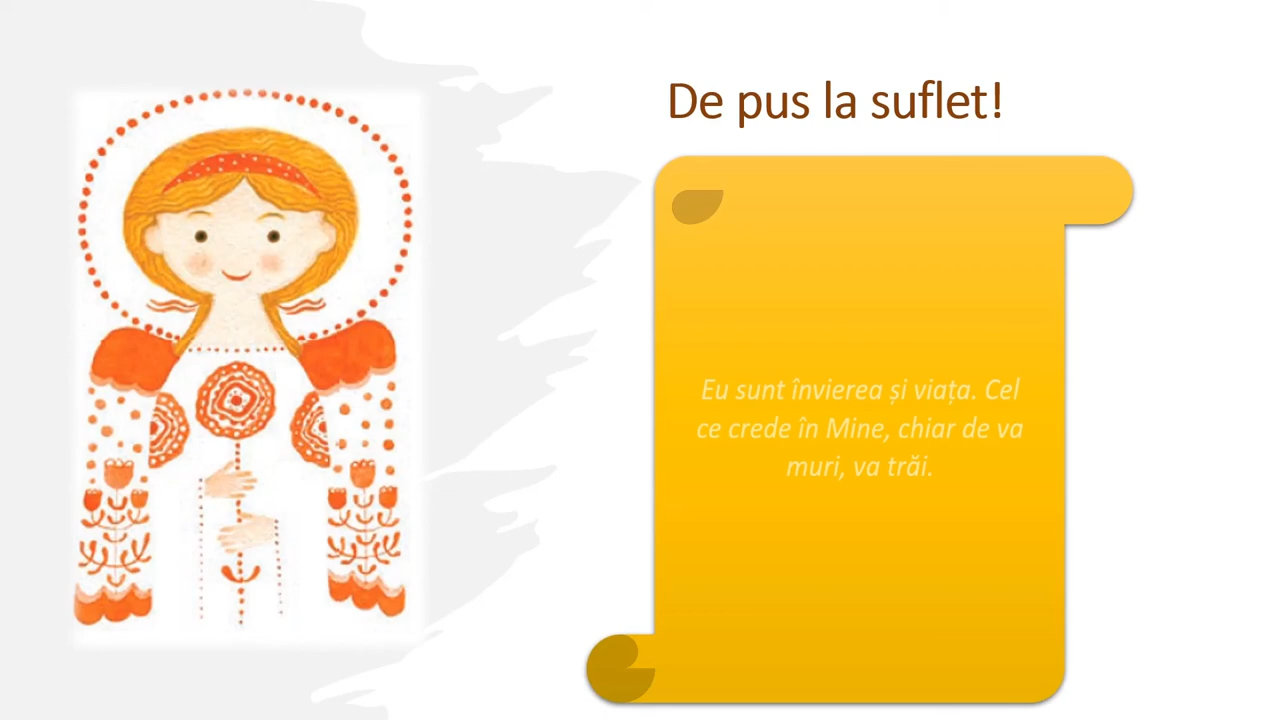 De pus la suflet!
Eu sunt învierea și viața. Cel
ce crede în Mine, chiar de va
muri, va trăi.